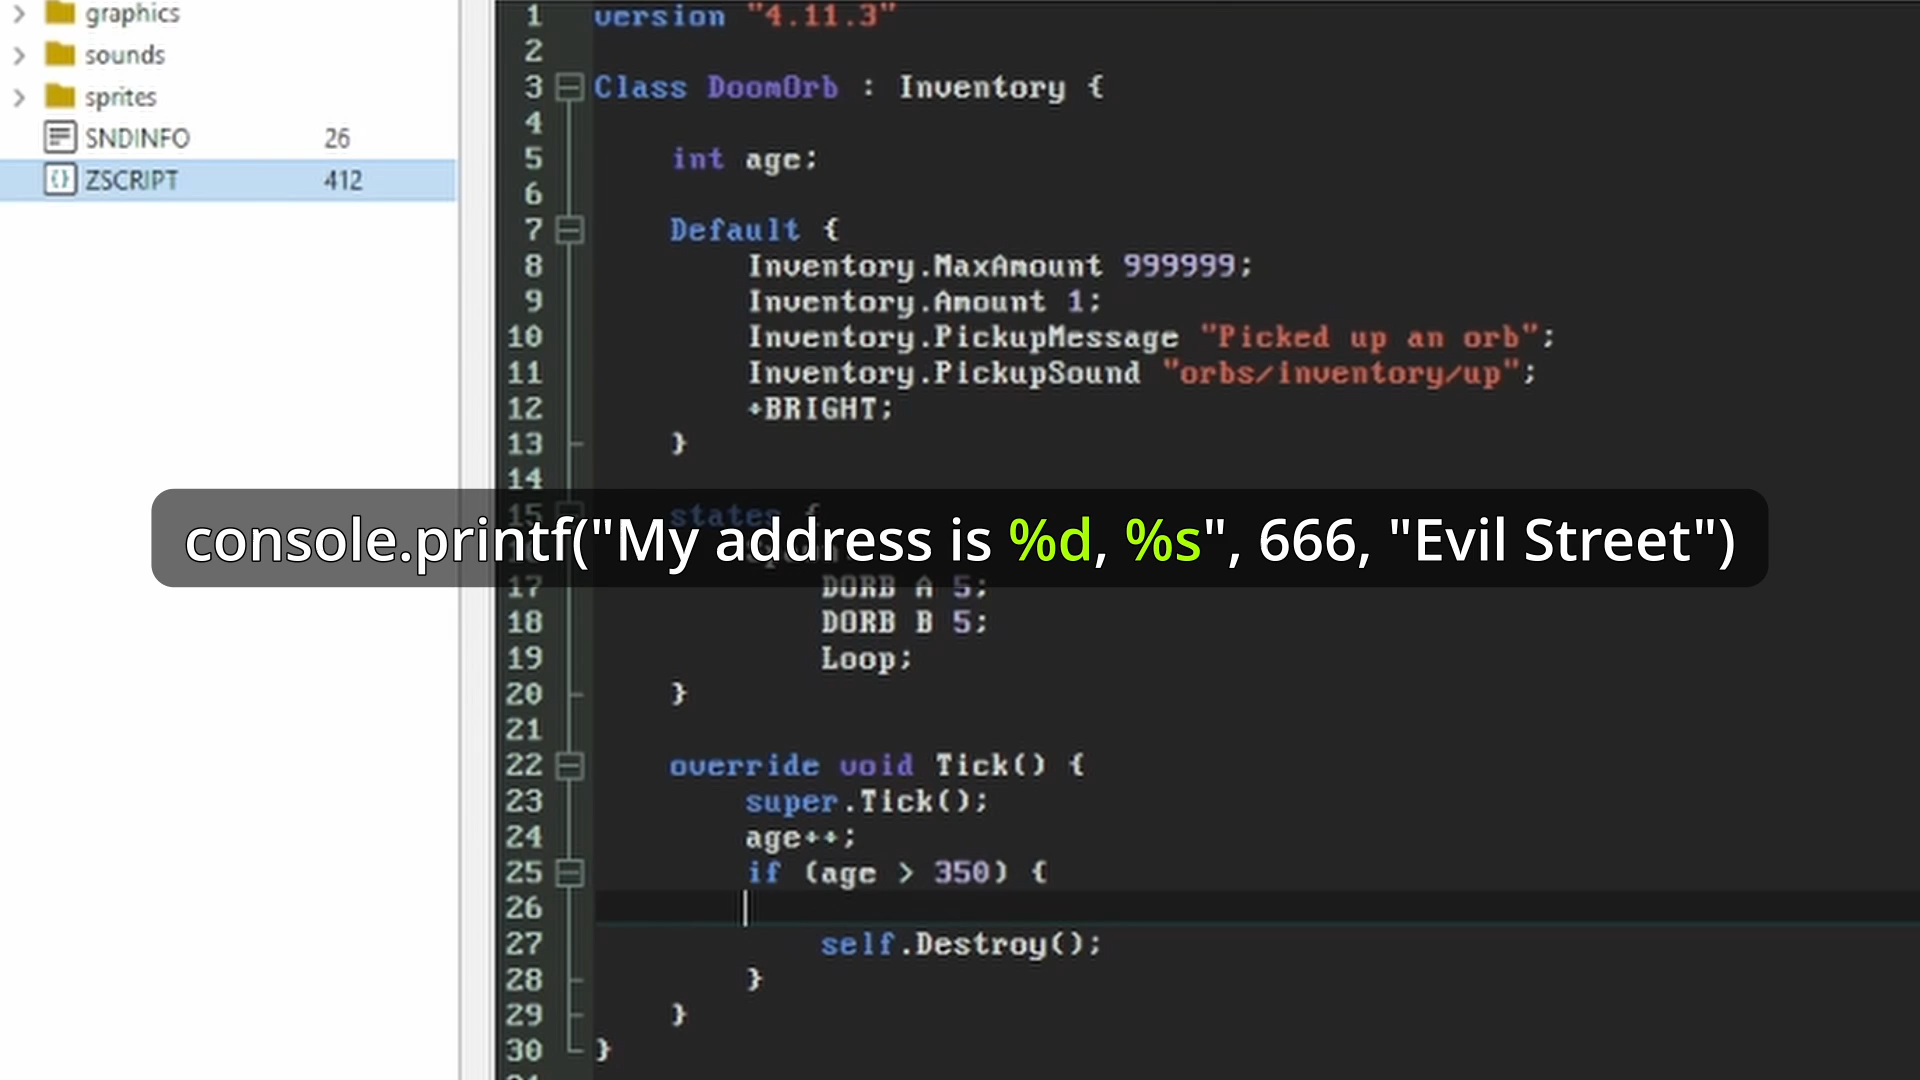 graphics
sounds
sprites
SNDINFO 26
ZSCRIPT 412
1 version "4.11.3"
2
3 Class DoomOrb : Inventory {
4
5 int age;
6
7 Default {
8 Inventory.MaxAmount 999999;
9 Inventory.Amount 1;
10 Inventory.PickupMessage "Picked up an orb";
11 Inventory.PickupSound "orbs/inventory/up";
12 +BRIGHT;
13 }
14
15 states {
console.printf("My address is %d, %s", 666, "Evil Street")
17 DORB A 5;
18 DORB B 5;
19 Loop;
20 }
21
22 override void Tick() {
23 super.Tick();
24 age++;
25 if (age > 350) {
26
27 self.Destroy();
28 }
29 }
30 }